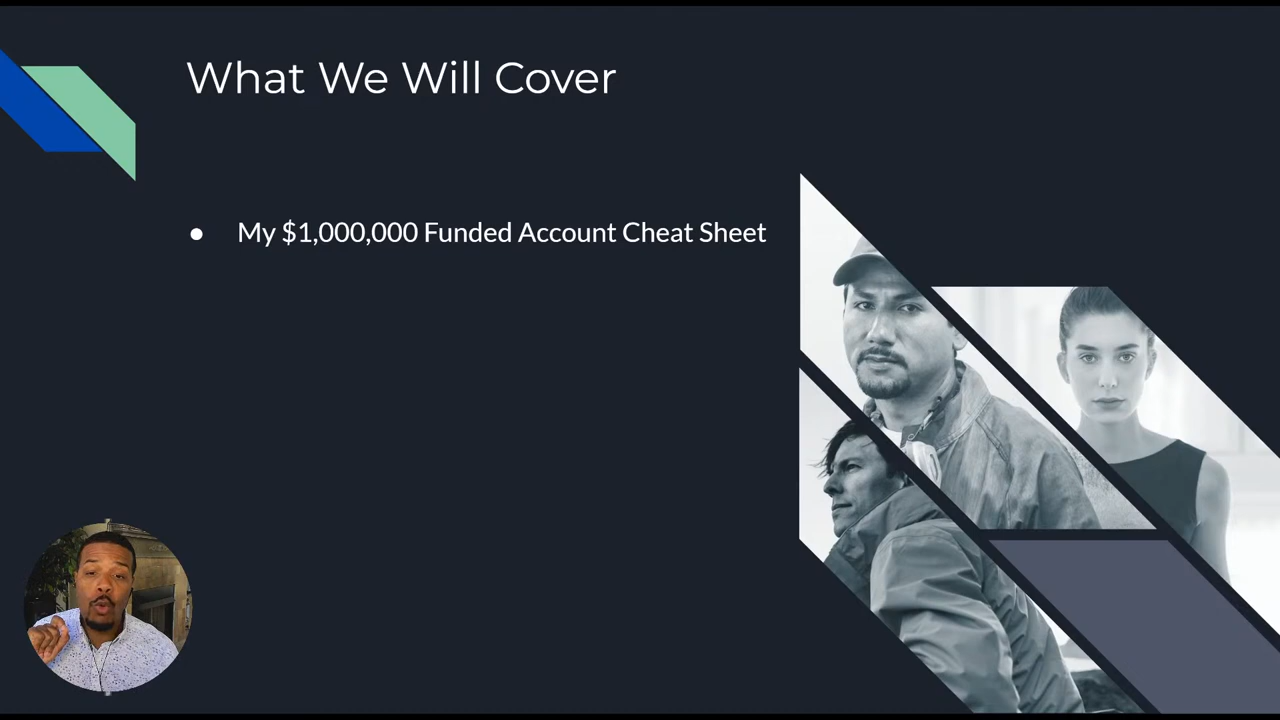 What We Will Cover
● My $1,000,000 Funded Account Cheat Sheet